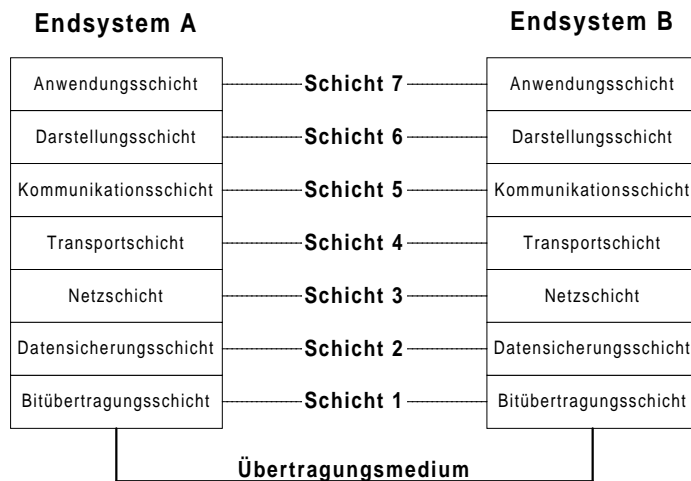 Endsystem A Endsystem B
Anwendungsschicht Schicht 7 Anwendungsschicht
Darstellungsschicht Schicht 6 Darstellungsschicht
Kommunikationsschicht Schicht 5 Kommunikationsschicht
Transportschicht Schicht 4 Transportschicht
Netzschicht Schicht 3 Netzschicht
Datensicherungsschicht Schicht 2 Datensicherungsschicht
Bitübertragungsschicht Schicht 1 Bitübertragungsschicht
Übertragungsmedium